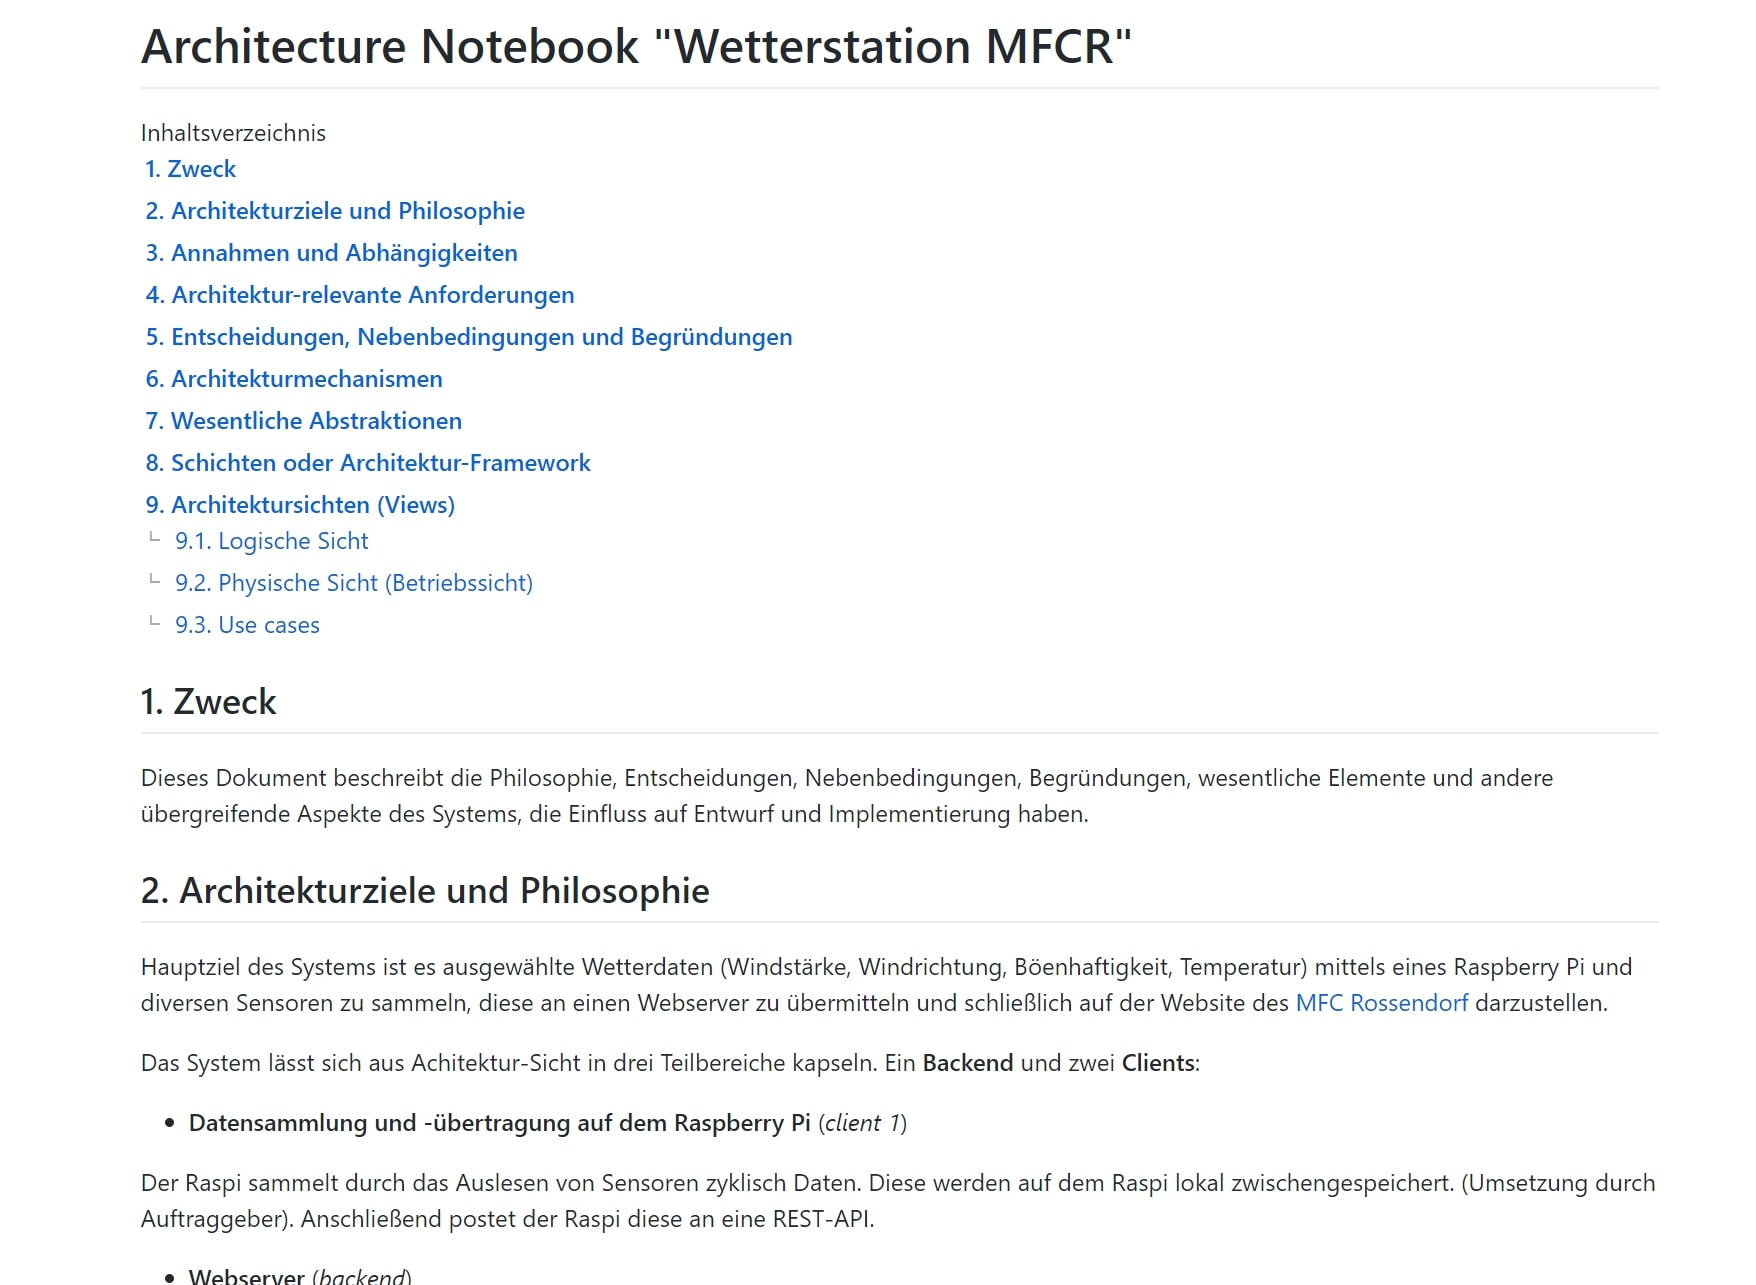 Architecture Notebook "Wetterstation MFCR"
Inhaltsverzeichnis
1. Zweck
2. Architekturziele und Philosophie
3. Annahmen und Abhängigkeiten
4. Architektur-relevante Anforderungen
5. Entscheidungen, Nebenbedingungen und Begründungen
6. Architekturmechanismen
7. Wesentliche Abstraktionen
8. Schichten oder Architektur-Framework
9. Architektursichten (Views)
9.1. Logische Sicht
9.2. Physische Sicht (Betriebssicht)
9.3. Use cases
1. Zweck
Dieses Dokument beschreibt die Philosophie, Entscheidungen, Nebenbedingungen, Begründungen, wesentliche Elemente und andere
übergreifende Aspekte des Systems, die Einfluss auf Entwurf und Implementierung haben.
2. Architekturziele und Philosophie
Hauptziel des Systems ist es ausgewählte Wetterdaten (Windstärke, Windrichtung, Böenhaftigkeit, Temperatur) mittels eines Raspberry Pi und
diversen Sensoren zu sammeln, diese an einen Webserver zu übermitteln und schließlich auf der Website des MFC Rossendorf darzustellen.
Das System lässt sich aus Achitektur-Sicht in drei Teilbereiche kapseln. Ein Backend und zwei Clients:
• Datensammlung und -übertragung auf dem Raspberry Pi (client 1)
Der Raspi sammelt durch das Auslesen von Sensoren zyklisch Daten. Diese werden auf dem Raspi lokal zwischengespeichert. (Umsetzung durch
Auftraggeber). Anschließend postet der Raspi diese an eine REST-API.
• Webserver (backend)